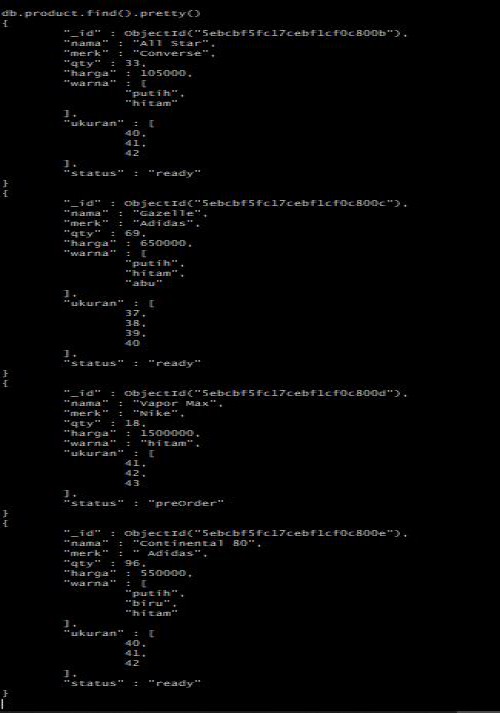 db.product.find().pretty()
{
"_id" : ObjectId("5ebcbf5fc17cebf1cf0c800b"),
"nama" : "All Star",
"merk" : "Converse",
"qty" : 33,
"harga" : 105000,
"warna" : [
"putih",
"hitam"
],
"ukuran" : [
40,
41,
42
],
"status" : "ready"
}
{
"_id" : ObjectId("5ebcbf5fc17cebf1cf0c800c"),
"nama" : "Gazelle",
"merk" : "Adidas",
"qty" : 69,
"harga" : 650000,
"warna" : [
"putih",
"hitam",
"abu"
],
"ukuran" : [
37,
38,
39,
40
],
"status" : "ready"
}
{
"_id" : ObjectId("5ebcbf5fc17cebf1cf0c800d"),
"nama" : "Vapor Max",
"merk" : "Nike",
"qty" : 18,
"harga" : 1500000,
"warna" : "hitam",
"ukuran" : [
41,
42,
43
],
"status" : "preOrder"
}
{
"_id" : ObjectId("5ebcbf5fc17cebf1cf0c800e"),
"nama" : "Continental 80",
"merk" : " Adidas",
"qty" : 96,
"harga" : 550000,
"warna" : [
"putih",
"biru",
"hitam"
],
"ukuran" : [
40,
41,
42
],
"status" : "ready"
}